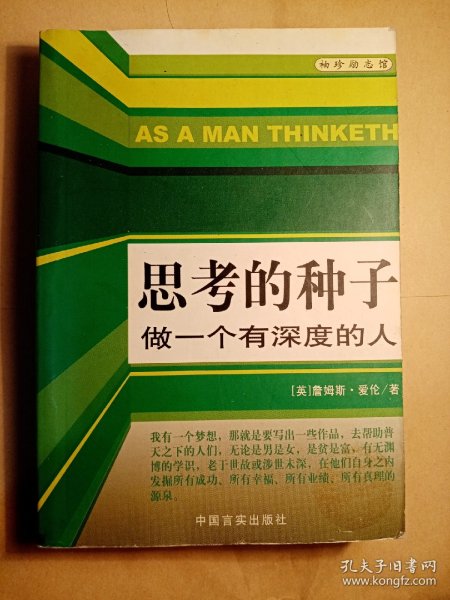 袖珍励志馆
AS A MAN THINKETH
思考的种子
做一个有深度的人
[英]詹姆斯·爱伦/著
我有一个梦想，那就是要写出一些作品，去帮助普
天之下的人们，无论是男是女，是贫是富，有无渊
博的学识，老于世故或涉世未深，在他们自身之内
发掘所有成功、所有幸福、所有业绩、所有真理的
源泉。
中国言实出版社
孔夫子旧书网
www.kongfz.com